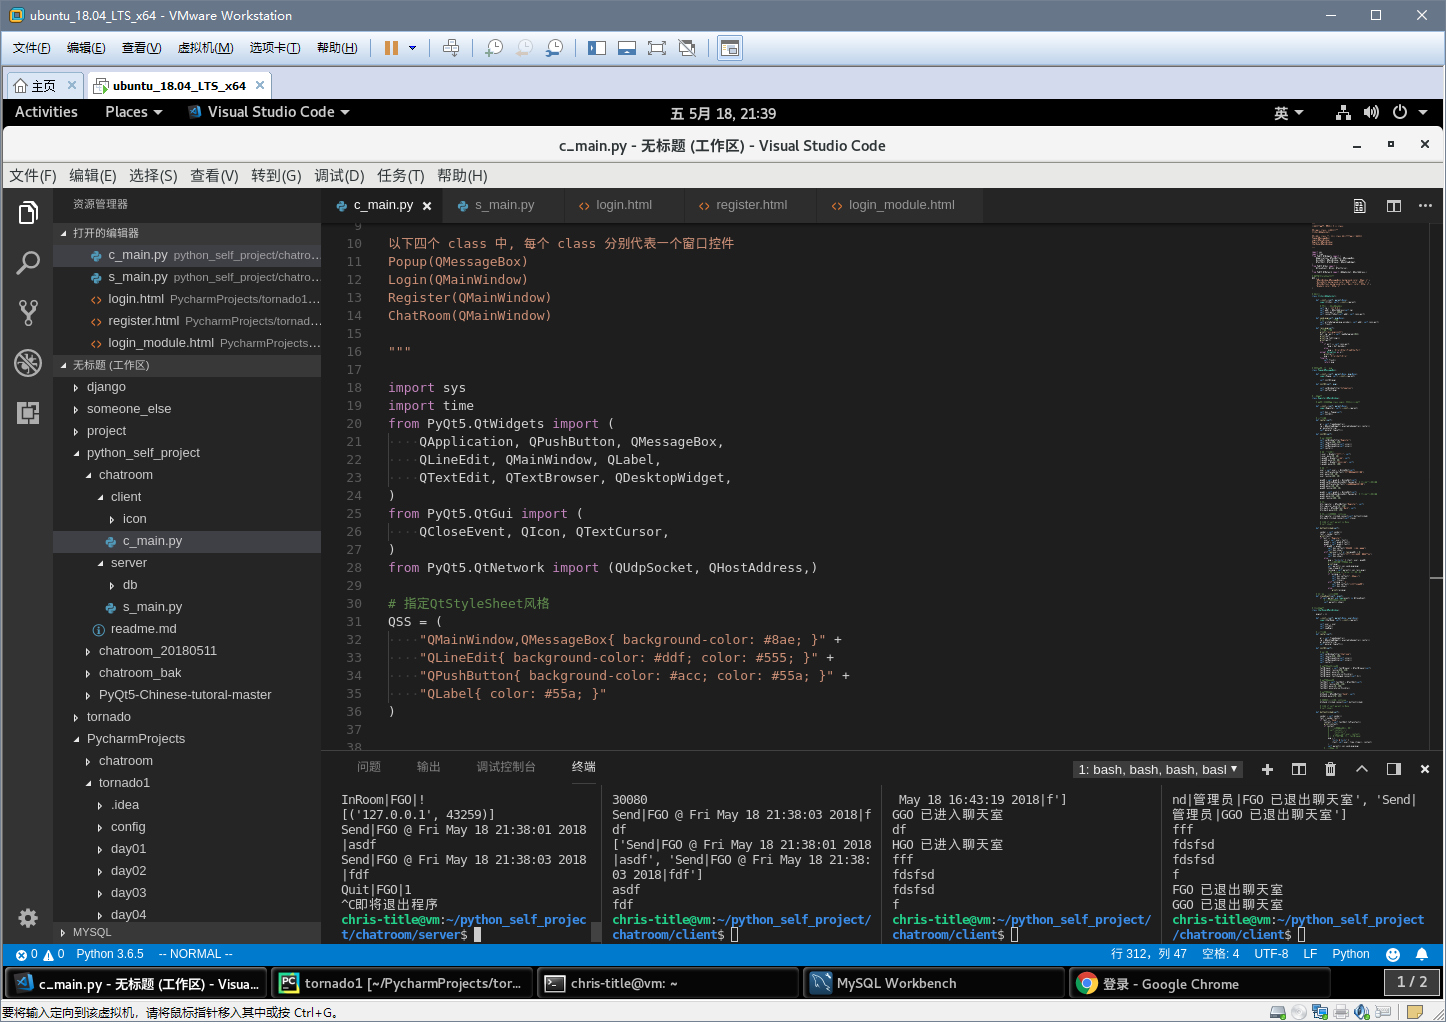 ubuntu_18.04_LTS_x64 - VMware Workstation
文件(F) 编辑(E) 查看(V) 虚拟机(M) 选项卡(T) 帮助(H)
主页 ubuntu_18.04_LTS_x64
Activities Places Visual Studio Code 五 5月 18, 21:39 英
c_main.py - 无标题 (工作区) - Visual Studio Code
文件(F) 编辑(E) 选择(S) 查看(V) 转到(G) 调试(D) 任务(T) 帮助(H)
资源管理器
打开的编辑器
c_main.py python_self_project/chatro...
s_main.py python_self_project/chatro...
login.html PycharmProjects/tornado1...
register.html PycharmProjects/tornad...
login_module.html PycharmProjects...
无标题 (工作区)
django
someone_else
project
python_self_project
chatroom
client
icon
c_main.py
server
db
s_main.py
readme.md
chatroom_20180511
chatroom_bak
PyQt5-Chinese-tutoral-master
tornado
PycharmProjects
chatroom
tornado1
.idea
config
day01
day02
day03
day04
MYSQL
c_main.py s_main.py login.html register.html login_module.html
9
10 以下四个 class 中, 每个 class 分别代表一个窗口控件
11 Popup(QMessageBox)
12 Login(QMainWindow)
13 Register(QMainWindow)
14 ChatRoom(QMainWindow)
15
16 """
17
18 import sys
19 import time
20 from PyQt5.QtWidgets import (
21 ····QApplication, QPushButton, QMessageBox,
22 ····QLineEdit, QMainWindow, QLabel,
23 ····QTextEdit, QTextBrowser, QDesktopWidget,
24 )
25 from PyQt5.QtGui import (
26 ····QCloseEvent, QIcon, QTextCursor,
27 )
28 from PyQt5.QtNetwork import (QUdpSocket, QHostAddress,)
29
30 # 指定QtStyleSheet风格
31 QSS = (
32 ····"QMainWindow,QMessageBox{ background-color: #8ae; }" +
33 ····"QLineEdit{ background-color: #ddf; color: #555; }" +
34 ····"QPushButton{ background-color: #acc; color: #55a; }" +
35 ····"QLabel{ color: #55a; }"
36 )
37
38
问题 输出 调试控制台 终端 1: bash, bash, bash, basl
InRoom|FGO|!
[('127.0.0.1', 43259)]
Send|FGO @ Fri May 18 21:38:01 2018
|asdf
Send|FGO @ Fri May 18 21:38:03 2018
|fdf
Quit|FGO|1
^C即将退出程序
chris-title@vm:~/python_self_projec
t/chatroom/server$
30080
Send|FGO @ Fri May 18 21:38:03 2018|f
df
['Send|FGO @ Fri May 18 21:38:01 2018
|asdf', 'Send|FGO @ Fri May 18 21:38:
03 2018|fdf']
asdf
fdf
chris-title@vm:~/python_self_project/
chatroom/client$
May 18 16:43:19 2018|f']
GGO 已进入聊天室
df
HGO 已进入聊天室
fff
fdsfsd
fdsfsd
f
chris-title@vm:~/python_self_project/
chatroom/client$
nd|管理员|FGO 已退出聊天室', 'Send|
管理员|GGO 已退出聊天室']
fff
fdsfsd
fdsfsd
f
FGO 已退出聊天室
GGO 已退出聊天室
chris-title@vm:~/python_self_project
/chatroom/client$
0 0 Python 3.6.5 -- NORMAL -- 行 312，列 47 空格: 4 UTF-8 LF Python
c_main.py - 无标题 (工作区) - Visua... tornado1 [~/PycharmProjects/tor... chris-title@vm: ~ MySQL Workbench 登录 - Google Chrome 1 / 2
要将输入定向到该虚拟机，请将鼠标指针移入其中或按 Ctrl+G。